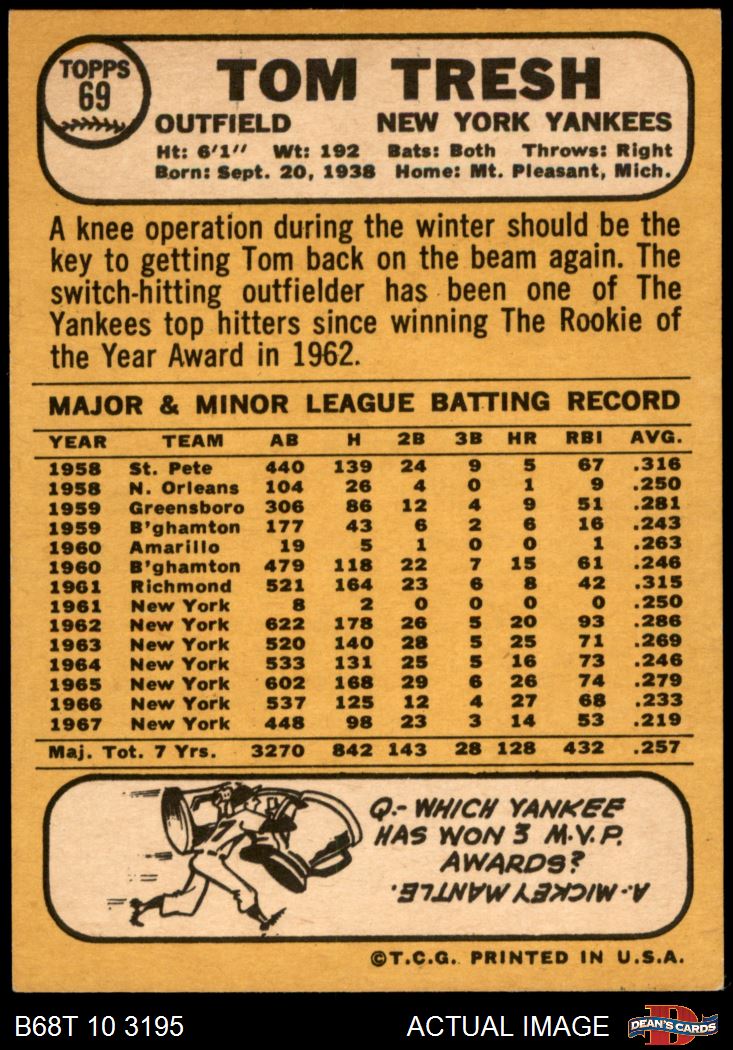 TOPPS
69
TOM TRESH
OUTFIELD NEW YORK YANKEES
Ht: 6'1" Wt: 192 Bats: Both Throws: Right
Born: Sept. 20, 1938 Home: Mt. Pleasant, Mich.
A knee operation during the winter should be the
key to getting Tom back on the beam again. The
switch-hitting outfielder has been one of The
Yankees top hitters since winning The Rookie of
the Year Award in 1962.
MAJOR & MINOR LEAGUE BATTING RECORD
YEAR TEAM AB H 2B 3B HR RBI AVG.
1958 St. Pete 440 139 24 9 5 67 .316
1958 N. Orleans 104 26 4 0 1 9 .250
1959 Greensboro 306 86 12 4 9 51 .281
1959 B'ghamton 177 43 6 2 6 16 .243
1960 Amarillo 19 5 1 0 0 1 .263
1960 B'ghamton 479 118 22 7 15 61 .246
1961 Richmond 521 164 23 6 8 42 .315
1961 New York 8 2 0 0 0 0 .250
1962 New York 622 178 26 5 20 93 .286
1963 New York 520 140 28 5 25 71 .269
1964 New York 533 131 25 5 16 73 .246
1965 New York 602 168 29 6 26 74 .279
1966 New York 537 125 12 4 27 68 .233
1967 New York 448 98 23 3 14 53 .219
Maj. Tot. 7 Yrs. 3270 842 143 28 128 432 .257
Q.- WHICH YANKEE
HAS WON 3 M.V.P.
AWARDS?
A.- MICKEY MANTLE.
7
©T.C.G. PRINTED IN U.S.A.
B68T 10 3195 ACTUAL IMAGE
D
DEAN'S CARDS